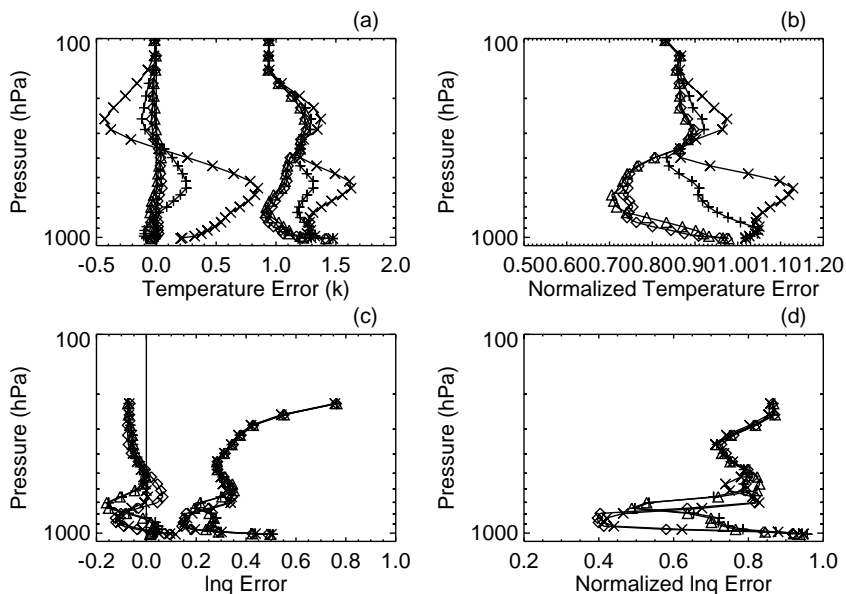 (a)
100
1000
Pressure (hPa)
-0.5 0.0 0.5 1.0 1.5 2.0
Temperature Error (k)
(b)
100
1000
Pressure (hPa)
0.500.600.700.800.901.001.101.20
Normalized Temperature Error
(c)
100
1000
Pressure (hPa)
-0.2 0.0 0.2 0.4 0.6 0.8 1.0
lnq Error
(d)
100
1000
Pressure (hPa)
0.2 0.4 0.6 0.8 1.0
Normalized lnq Error